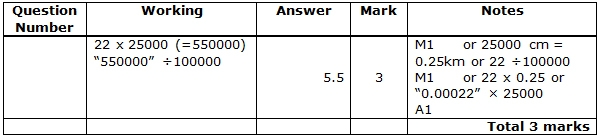 Question Number Working Answer Mark Notes
22 x 25000 (=550000)
"550000" ÷100000
5.5
3
M1 or 25000 cm =
0.25km or 22 ÷100000
M1 or 22 x 0.25 or
"0.00022" × 25000
A1
Total 3 marks